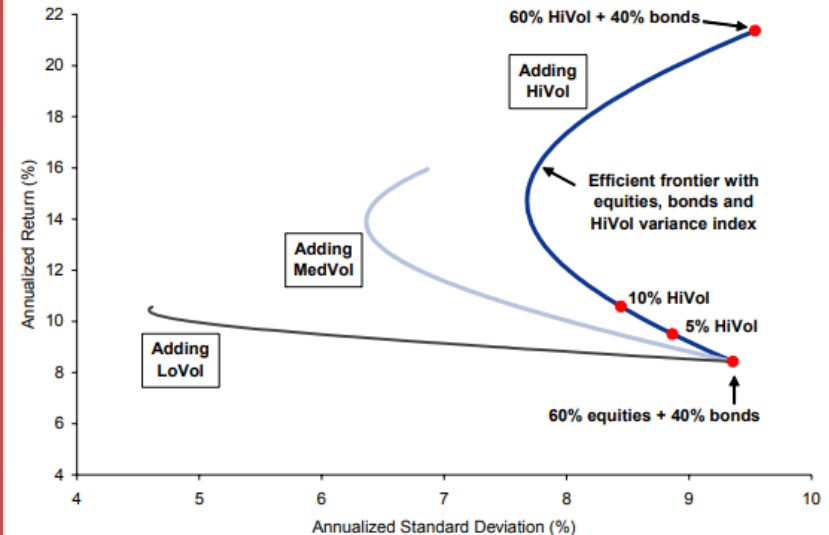 22
20
18
16
14
12
10
8
6
4
Annualized Return (%)
60% HiVol + 40% bonds
Adding
HiVol
Efficient frontier with
equities, bonds and
HiVol variance index
Adding
MedVol
10% HiVol
5% HiVol
Adding
LoVol
60% equities + 40% bonds
4 5 6 7 8 9 10
Annualized Standard Deviation (%)